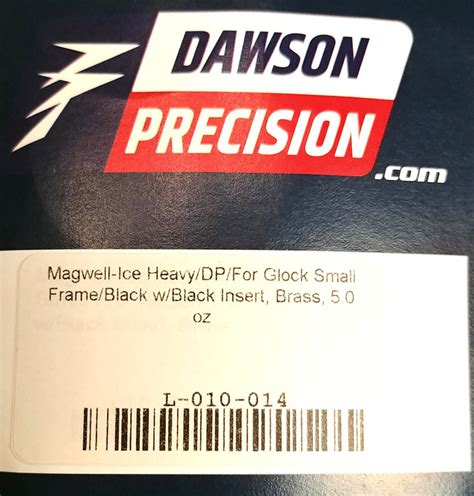 DAWSON
PRECISION
.com
Magwell-Ice Heavy/DP/For Glock Small
Frame/Black w/Black Insert, Brass, 5.0
oz
L-010-014